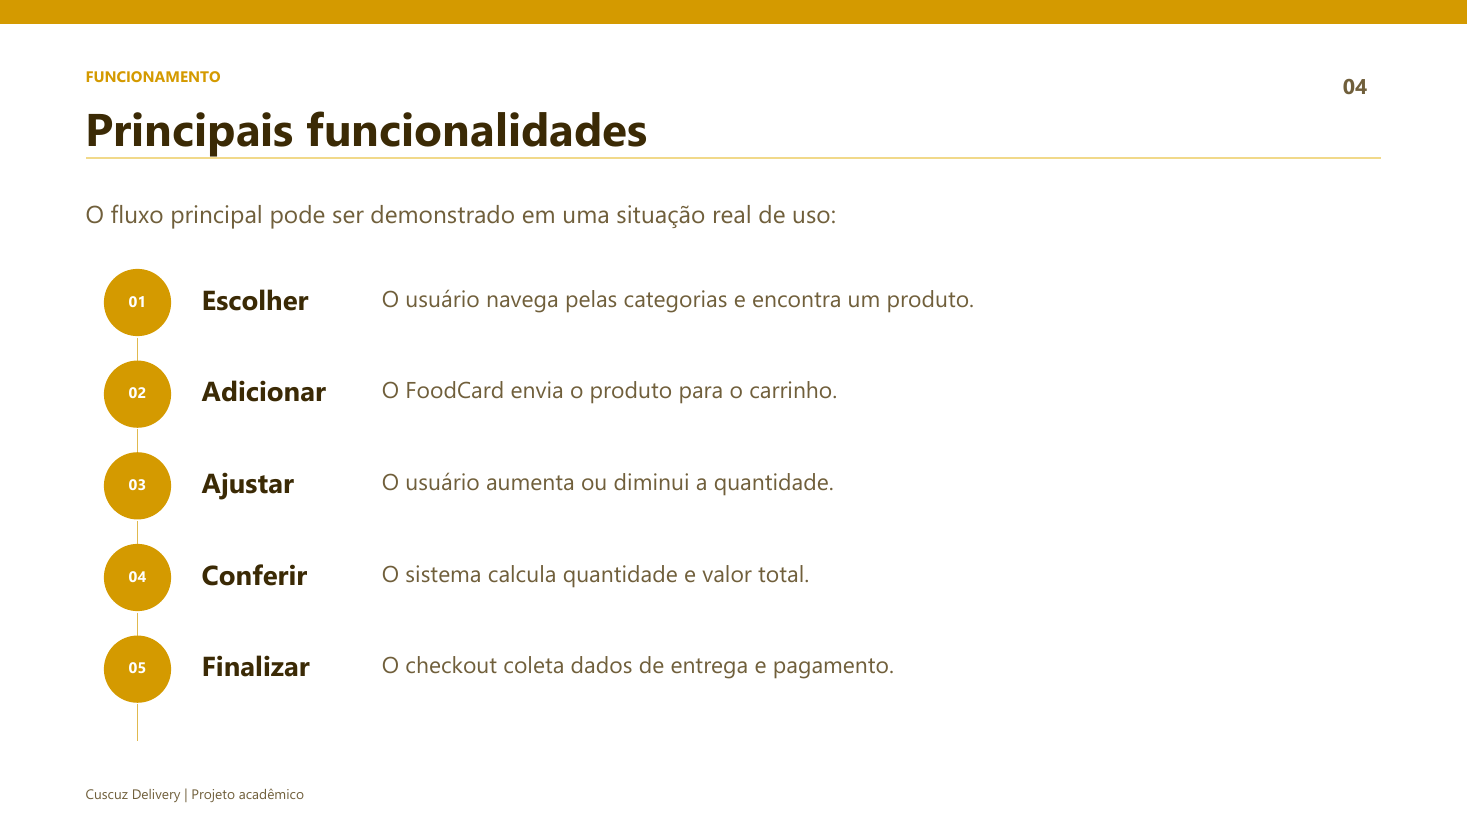 FUNCIONAMENTO
04
Principais funcionalidades
O fluxo principal pode ser demonstrado em uma situação real de uso:
01 Escolher O usuário navega pelas categorias e encontra um produto.
02 Adicionar O FoodCard envia o produto para o carrinho.
03 Ajustar O usuário aumenta ou diminui a quantidade.
04 Conferir O sistema calcula quantidade e valor total.
05 Finalizar O checkout coleta dados de entrega e pagamento.
Cuscuz Delivery | Projeto acadêmico